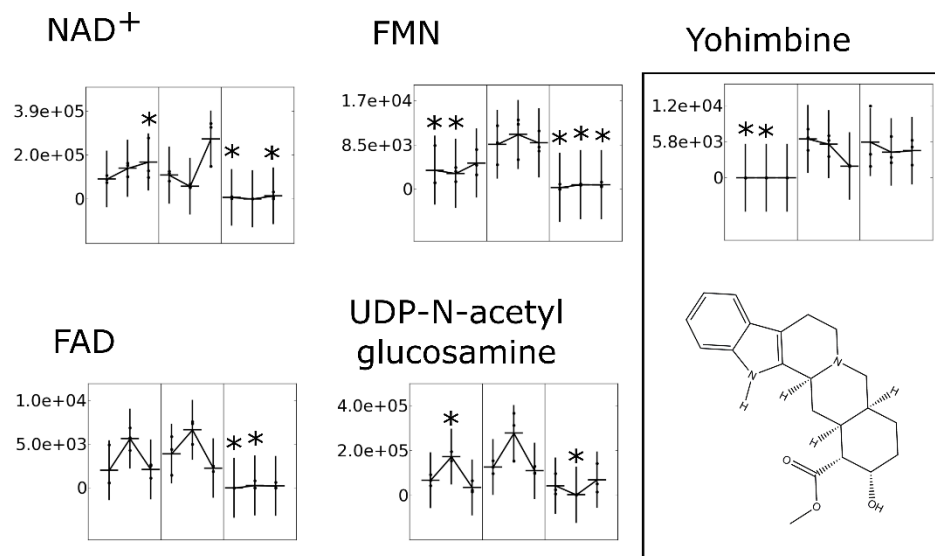 NAD+
FMN
Yohimbine
3.9e+05
2.0e+05
0
*
*
*
1.7e+04
8.5e+03
0
* *
* * *
1.2e+04
5.8e+03
0
* *
FAD
UDP-N-acetyl
glucosamine
1.0e+04
5.0e+03
0
* *
4.0e+05
2.0e+05
0
*
*
N
N
H
H
H
H
O
O
OH